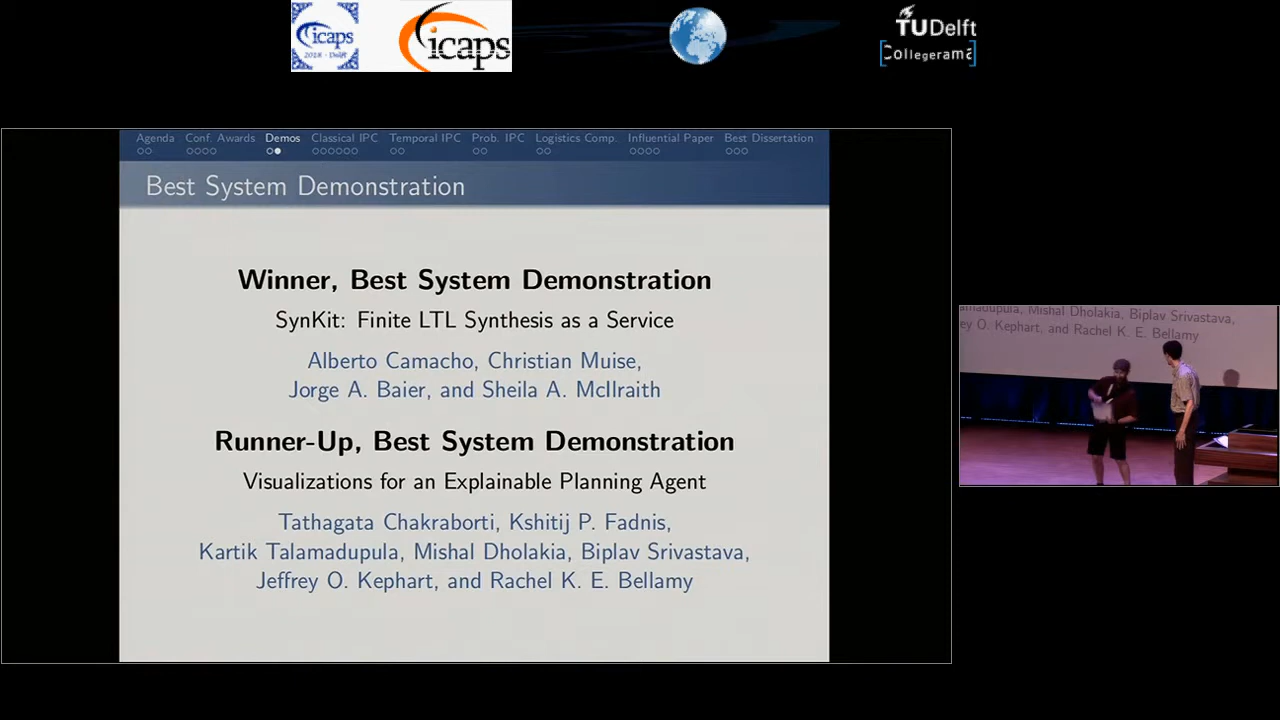 icaps
2018 - Delft
icaps
TUDelft
Collegerama
Agenda Conf. Awards Demos Classical IPC Temporal IPC Prob. IPC Logistics Comp. Influential Paper Best Dissertation
Best System Demonstration
Winner, Best System Demonstration
SynKit: Finite LTL Synthesis as a Service
Alberto Camacho, Christian Muise,
Jorge A. Baier, and Sheila A. McIlraith
Runner-Up, Best System Demonstration
Visualizations for an Explainable Planning Agent
Tathagata Chakraborti, Kshitij P. Fadnis,
Kartik Talamadupula, Mishal Dholakia, Biplav Srivastava,
Jeffrey O. Kephart, and Rachel K. E. Bellamy
amadupula, Mishal Dholakia, Biplav Srivastava,
ey O. Kephart, and Rachel K. E. Bellamy